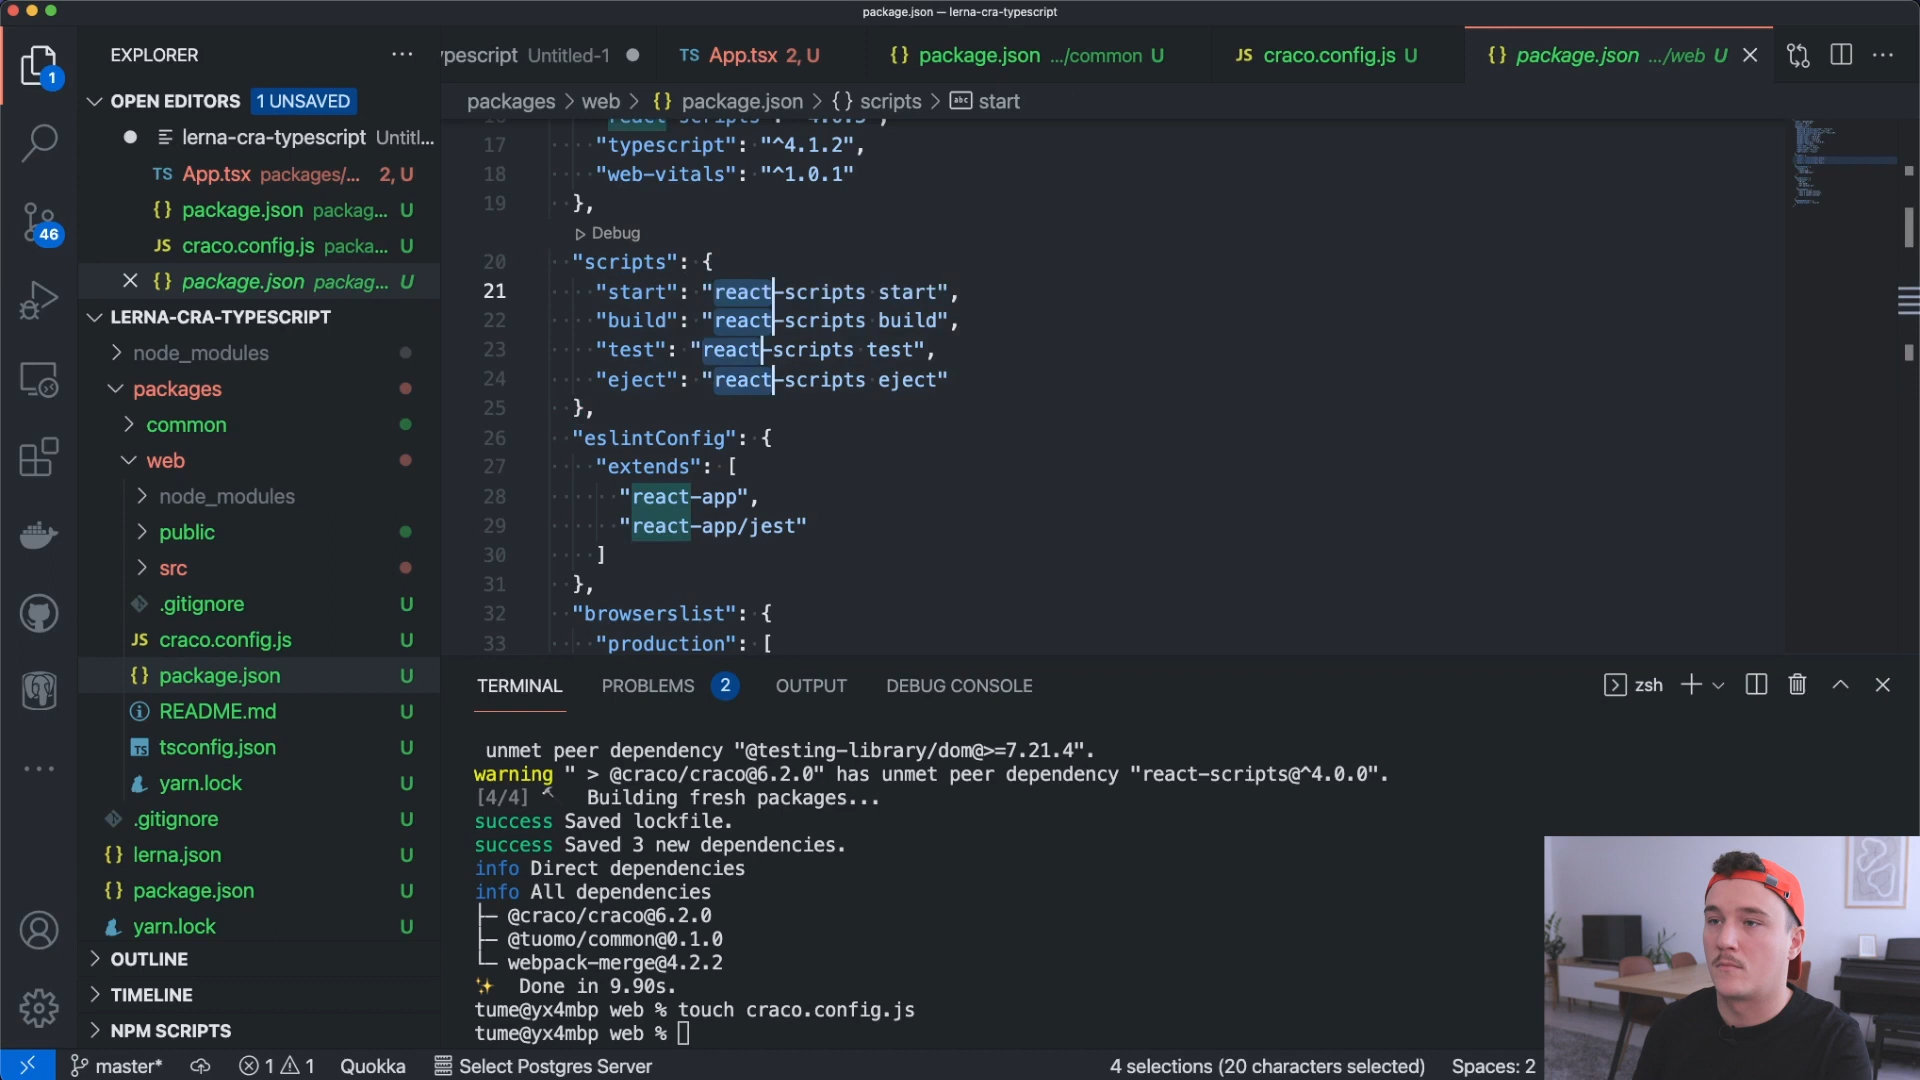 package.json — lerna-cra-typescript
EXPLORER
OPEN EDITORS 1 UNSAVED
lerna-cra-typescript Untitl...
TS App.tsx packages/... 2, U
{} package.json packag... U
JS craco.config.js packa... U
{} package.json packag... U
LERNA-CRA-TYPESCRIPT
node_modules
packages
common
web
node_modules
public
src
.gitignore U
JS craco.config.js U
{} package.json U
README.md U
TS tsconfig.json U
yarn.lock U
.gitignore U
{} lerna.json U
{} package.json U
yarn.lock U
OUTLINE
TIMELINE
NPM SCRIPTS
1
46
ypescript Untitled-1
TS App.tsx 2, U
{} package.json .../common U
JS craco.config.js U
{} package.json .../web U
packages > web > {} package.json > {} scripts > abc start
17 "typescript": "^4.1.2",
18 "web-vitals": "^1.0.1"
19 },
Debug
20 "scripts": {
21 "start": "react-scripts start",
22 "build": "react-scripts build",
23 "test": "react-scripts test",
24 "eject": "react-scripts eject"
25 },
26 "eslintConfig": {
27 "extends": [
28 "react-app",
29 "react-app/jest"
30 ]
31 },
32 "browserslist": {
33 "production": [
TERMINAL PROBLEMS 2 OUTPUT DEBUG CONSOLE
zsh
unmet peer dependency "@testing-library/dom@>=7.21.4".
warning " > @craco/craco@6.2.0" has unmet peer dependency "react-scripts@^4.0.0".
[4/4] Building fresh packages...
success Saved lockfile.
success Saved 3 new dependencies.
info Direct dependencies
info All dependencies
├─ @craco/craco@6.2.0
├─ @tuomo/common@0.1.0
└─ webpack-merge@4.2.2
Done in 9.90s.
tume@yx4mbp web % touch craco.config.js
tume@yx4mbp web %
master* 1 1 Quokka Select Postgres Server 4 selections (20 characters selected) Spaces: 2